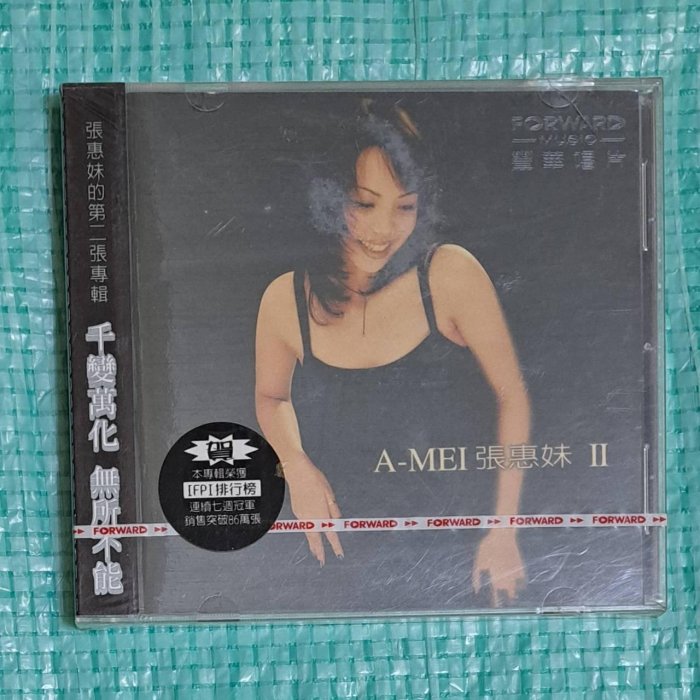 張惠妹的第二張專輯
千變萬化 無所不能
FORWARD
MUSIC
豐華唱片
A-MEI 張惠妹 II
本專輯榮獲
IFPI排行榜
連續七週冠軍
銷售突破86萬張
FORWARD FORWARD FORWARD FORWARD FORWARD FORWARD